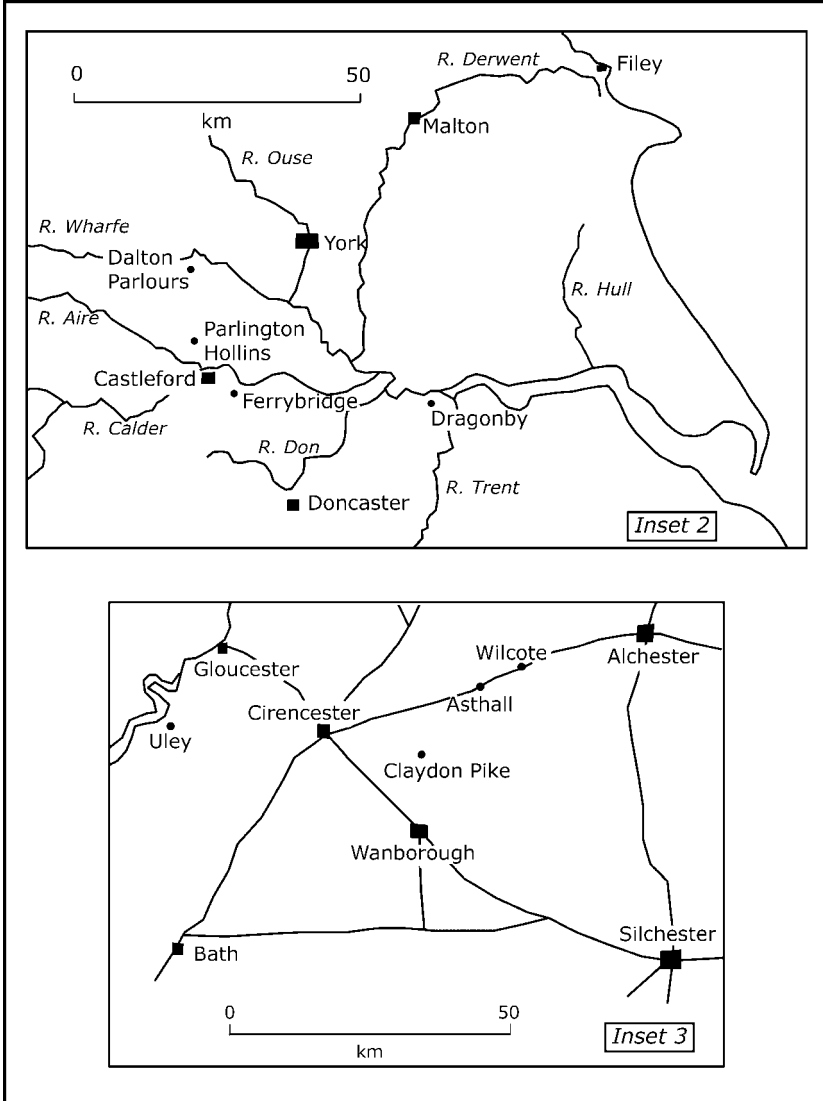 0
50
km
R. Derwent
Filey
Malton
R. Ouse
R. Wharfe
York
Dalton
Parlours
R. Hull
R. Aire
Parlington
Hollins
Castleford
Ferrybridge
Dragonby
R. Calder
R. Don
R. Trent
Doncaster
Inset 2
Gloucester
Wilcote
Alchester
Asthall
Cirencester
Uley
Claydon Pike
Wanborough
Silchester
Bath
0
50
km
Inset 3